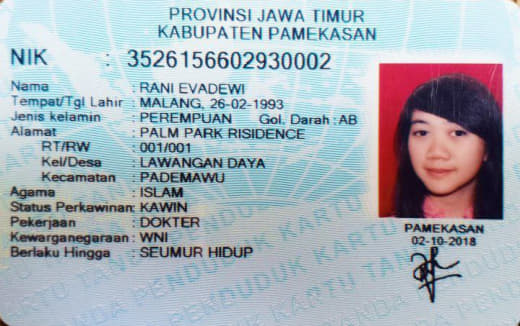 PROVINSI JAWA TIMUR
KABUPATEN PAMEKASAN
NIK : 3526156602930002
Nama : RANI EVADEWI
Tempat/Tgl Lahir : MALANG, 26-02-1993
Jenis kelamin : PEREMPUAN Gol. Darah : AB
Alamat : PALM PARK RISIDENCE
RT/RW : 001/001
Kel/Desa : LAWANGAN DAYA
Kecamatan : PADEMAWU
Agama : ISLAM
Status Perkawinan: KAWIN
Pekerjaan : DOKTER
Kewarganegaraan : WNI
Berlaku Hingga : SEUMUR HIDUP
PAMEKASAN
02-10-2018